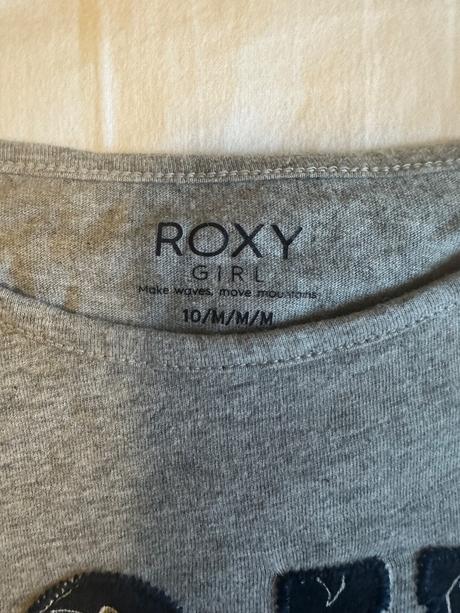 ROXY
GIRL
Make waves, move mountains
10/M/M/M